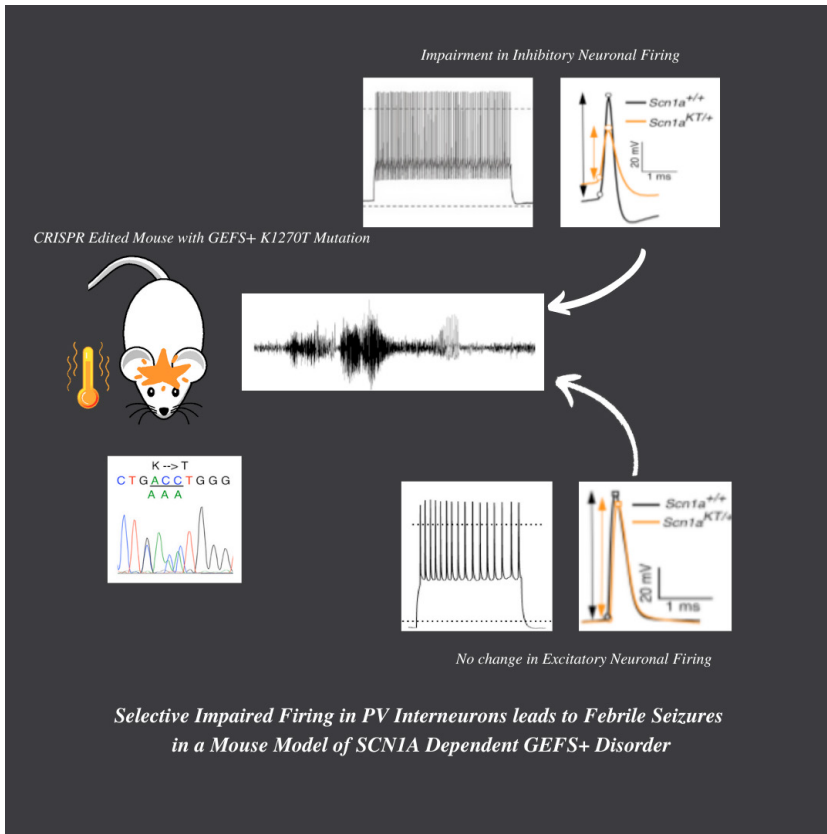 Impairment in Inhibitory Neuronal Firing
Scn1a+/+
Scn1aKT/+
20 mV
1 ms
CRISPR Edited Mouse with GEFS+ K1270T Mutation
K --> T
CTGACCTGGG
AAA
Scn1a+/+
Scn1aKT/+
20 mV
1 ms
No change in Excitatory Neuronal Firing
Selective Impaired Firing in PV Interneurons leads to Febrile Seizures
in a Mouse Model of SCN1A Dependent GEFS+ Disorder